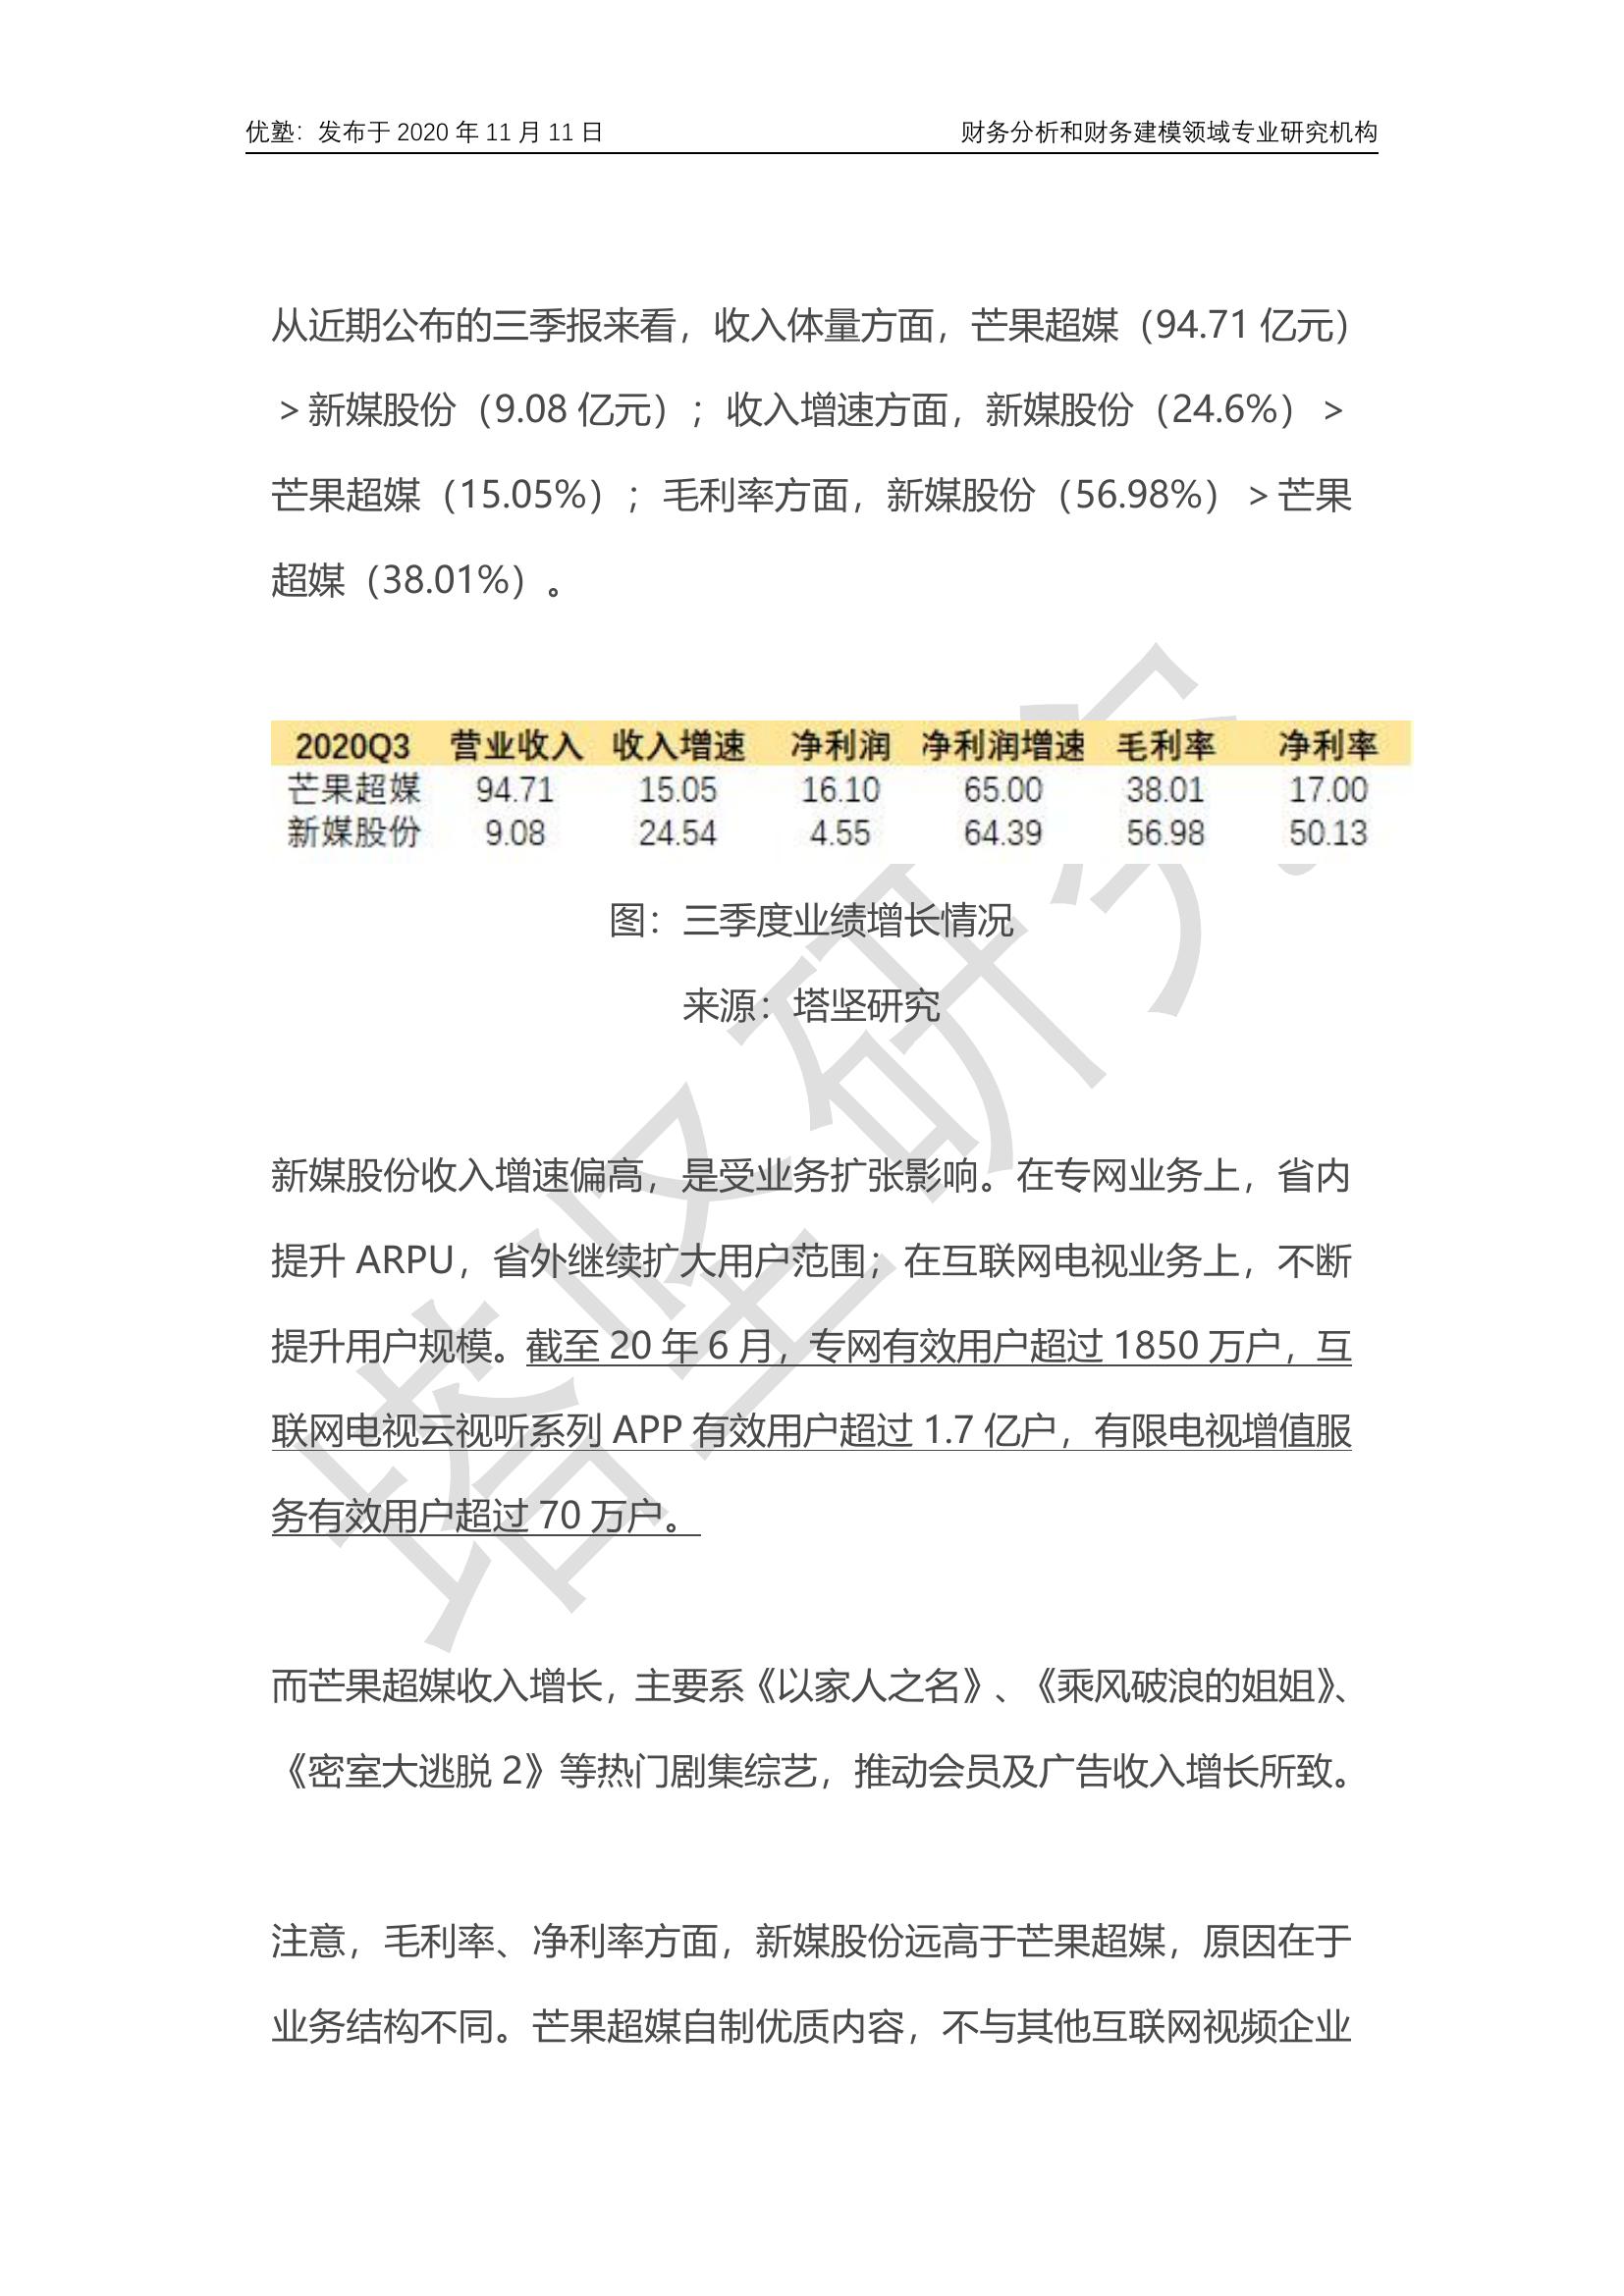 优塾：发布于 2020 年 11 月 11 日 财务分析和财务建模领域专业研究机构
从近期公布的三季报来看，收入体量方面，芒果超媒（94.71 亿元）
＞新媒股份（9.08 亿元）；收入增速方面，新媒股份（24.6%）＞
芒果超媒（15.05%）；毛利率方面，新媒股份（56.98%）＞芒果
超媒（38.01%）。
2020Q3 营业收入 收入增速 净利润 净利润增速 毛利率 净利率
芒果超媒 94.71 15.05 16.10 65.00 38.01 17.00
新媒股份 9.08 24.54 4.55 64.39 56.98 50.13
图：三季度业绩增长情况
来源：塔坚研究
新媒股份收入增速偏高，是受业务扩张影响。在专网业务上，省内
提升 ARPU，省外继续扩大用户范围；在互联网电视业务上，不断
提升用户规模。截至 20 年 6 月，专网有效用户超过 1850 万户，互
联网电视云视听系列 APP 有效用户超过 1.7 亿户，有限电视增值服
务有效用户超过 70 万户。
而芒果超媒收入增长，主要系《以家人之名》、《乘风破浪的姐姐》、
《密室大逃脱 2》等热门剧集综艺，推动会员及广告收入增长所致。
注意，毛利率、净利率方面，新媒股份远高于芒果超媒，原因在于
业务结构不同。芒果超媒自制优质内容，不与其他互联网视频企业
塔坚研究